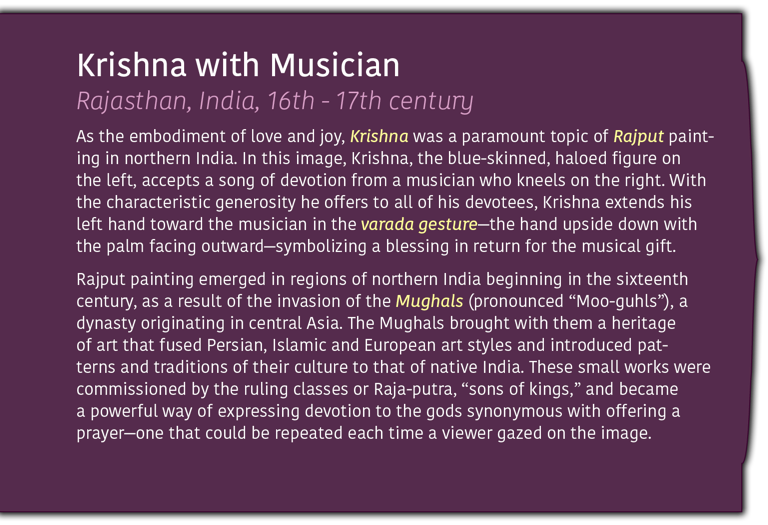 Krishna with Musician
Rajasthan, India, 16th - 17th century
As the embodiment of love and joy, Krishna was a paramount topic of Rajput paint-
ing in northern India. In this image, Krishna, the blue-skinned, haloed figure on
the left, accepts a song of devotion from a musician who kneels on the right. With
the characteristic generosity he offers to all of his devotees, Krishna extends his
left hand toward the musician in the varada gesture—the hand upside down with
the palm facing outward—symbolizing a blessing in return for the musical gift.
Rajput painting emerged in regions of northern India beginning in the sixteenth
century, as a result of the invasion of the Mughals (pronounced “Moo-guhls”), a
dynasty originating in central Asia. The Mughals brought with them a heritage
of art that fused Persian, Islamic and European art styles and introduced pat-
terns and traditions of their culture to that of native India. These small works were
commissioned by the ruling classes or Raja-putra, “sons of kings,” and became
a powerful way of expressing devotion to the gods synonymous with offering a
prayer—one that could be repeated each time a viewer gazed on the image.